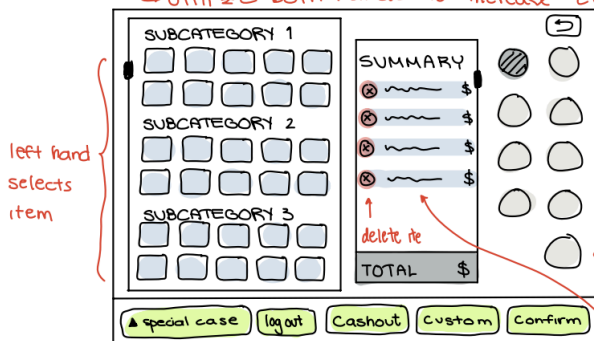 SUBCATEGORY 1
SUBCATEGORY 2
SUBCATEGORY 3
left hand
selects
item
SUMMARY
$
$
$
$
delete ite
TOTAL $
▲ special case
log out
Cashout
Custom
Confirm